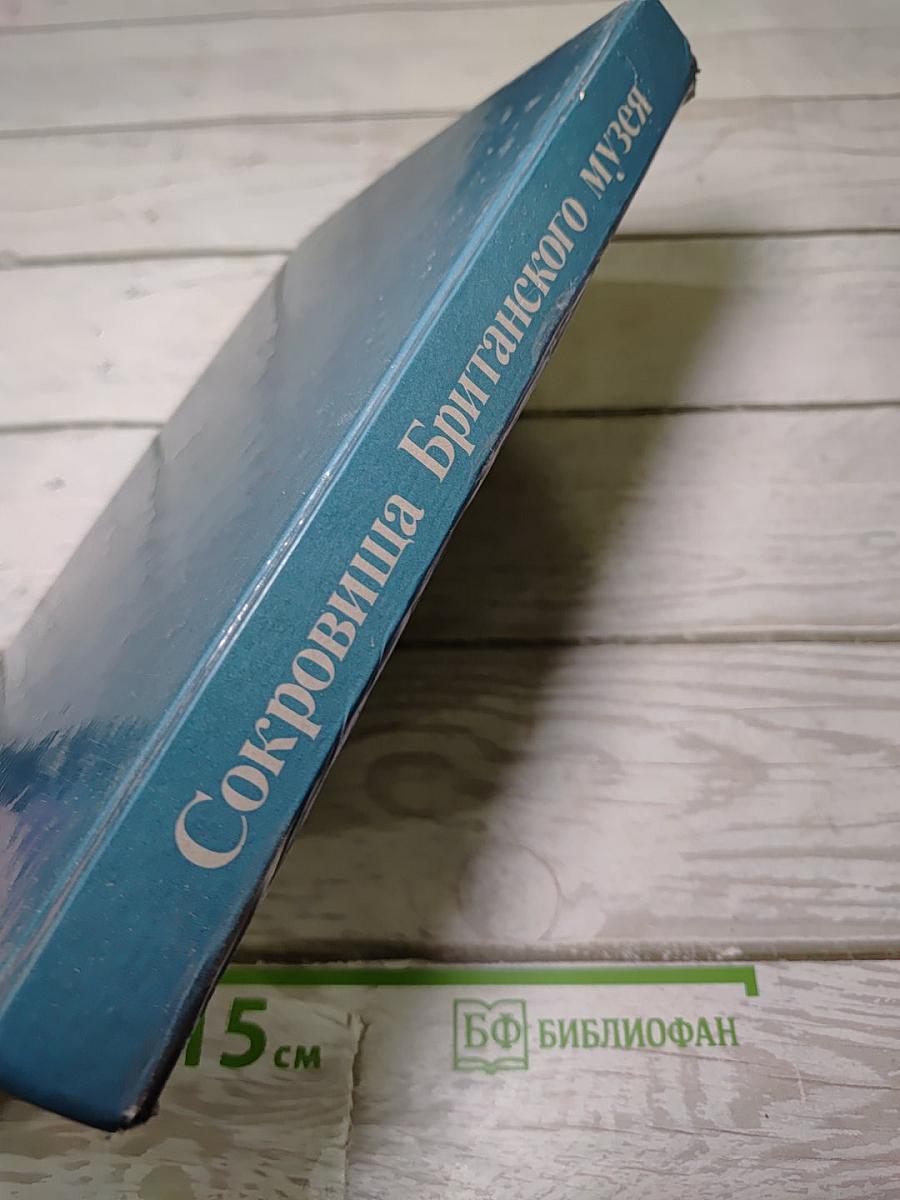 Сокровища Британского музея
15 см
БФ БИБЛИОФАН